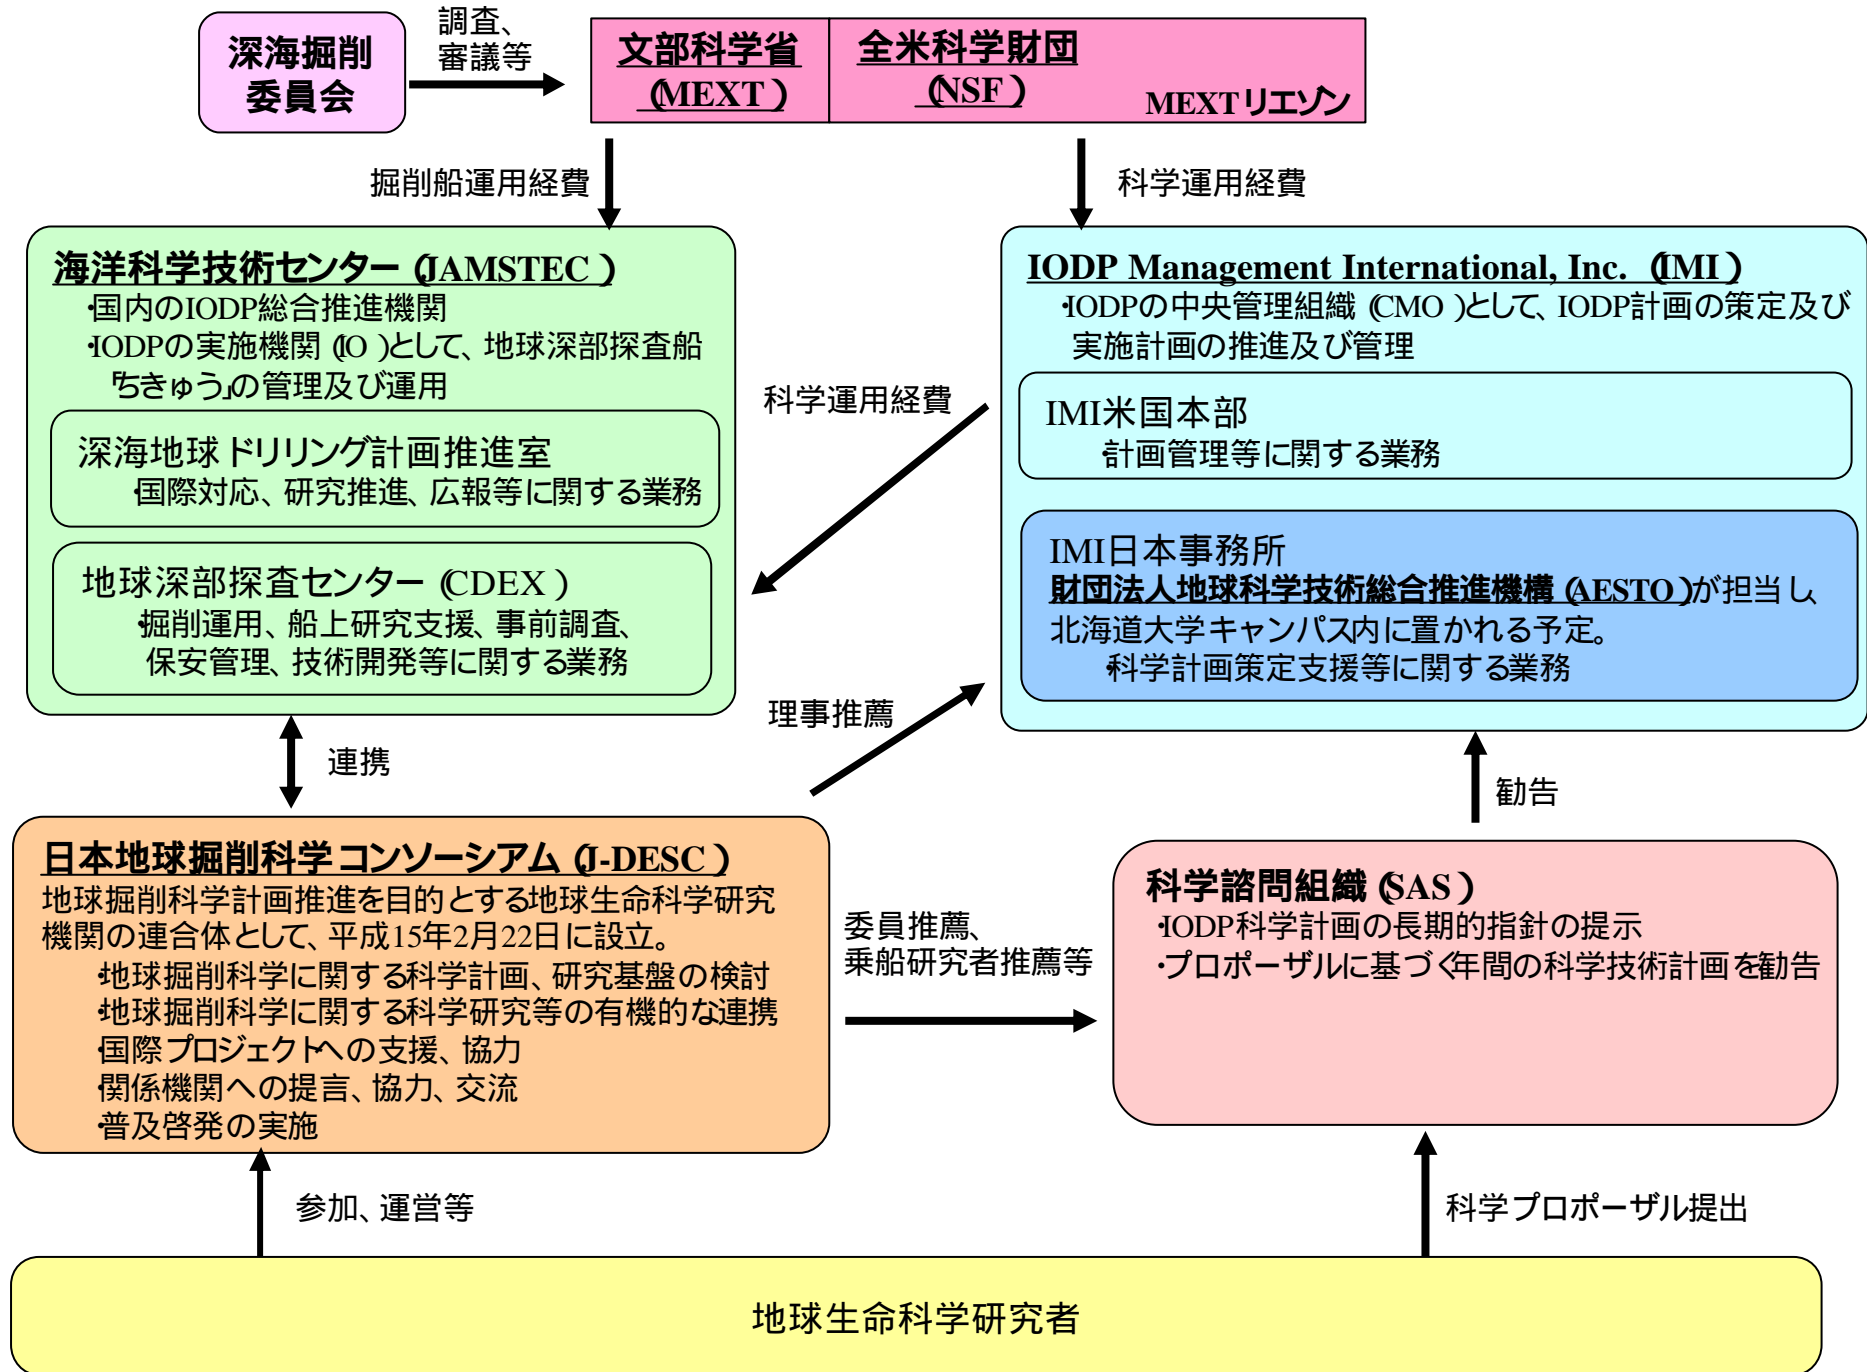 深海掘削
委員会
調査、
審議等
文部科学省
(MEXT)
全米科学財団
(NSF)
MEXTリエゾン
掘削船運用経費
科学運用経費
海洋科学技術センター(JAMSTEC)
・国内のIODP総合推進機関
・IODPの実施機関(IO)として、地球深部探査船
「ちきゅう」の管理及び運用
深海地球ドリリング計画推進室
・国際対応、研究推進、広報等に関する業務
地球深部探査センター(CDEX)
・掘削運用、船上研究支援、事前調査、
保安管理、技術開発等に関する業務
科学運用経費
IODP Management International, Inc. (IMI)
・IODPの中央管理組織(CMO)として、IODP計画の策定及び
実施計画の推進及び管理
IMI米国本部
・計画管理等に関する業務
IMI日本事務所
財団法人地球科学技術総合推進機構(AESTO)が担当し、
北海道大学キャンパス内に置かれる予定。
・科学計画策定支援等に関する業務
理事推薦
連携
勧告
日本地球掘削科学コンソーシアム(J-DESC)
地球掘削科学計画推進を目的とする地球生命科学研究
機関の連合体として、平成15年2月22日に設立。
・地球掘削科学に関する科学計画、研究基盤の検討
・地球掘削科学に関する科学研究等の有機的な連携
・国際プロジェクトへの支援、協力
・関係機関への提言、協力、交流
・普及啓発の実施
委員推薦、
乗船研究者推薦等
科学諮問組織(SAS)
・IODP科学計画の長期的指針の提示
・プロポーザルに基づく年間の科学技術計画を勧告
参加、運営等
科学プロポーザル提出
地球生命科学研究者